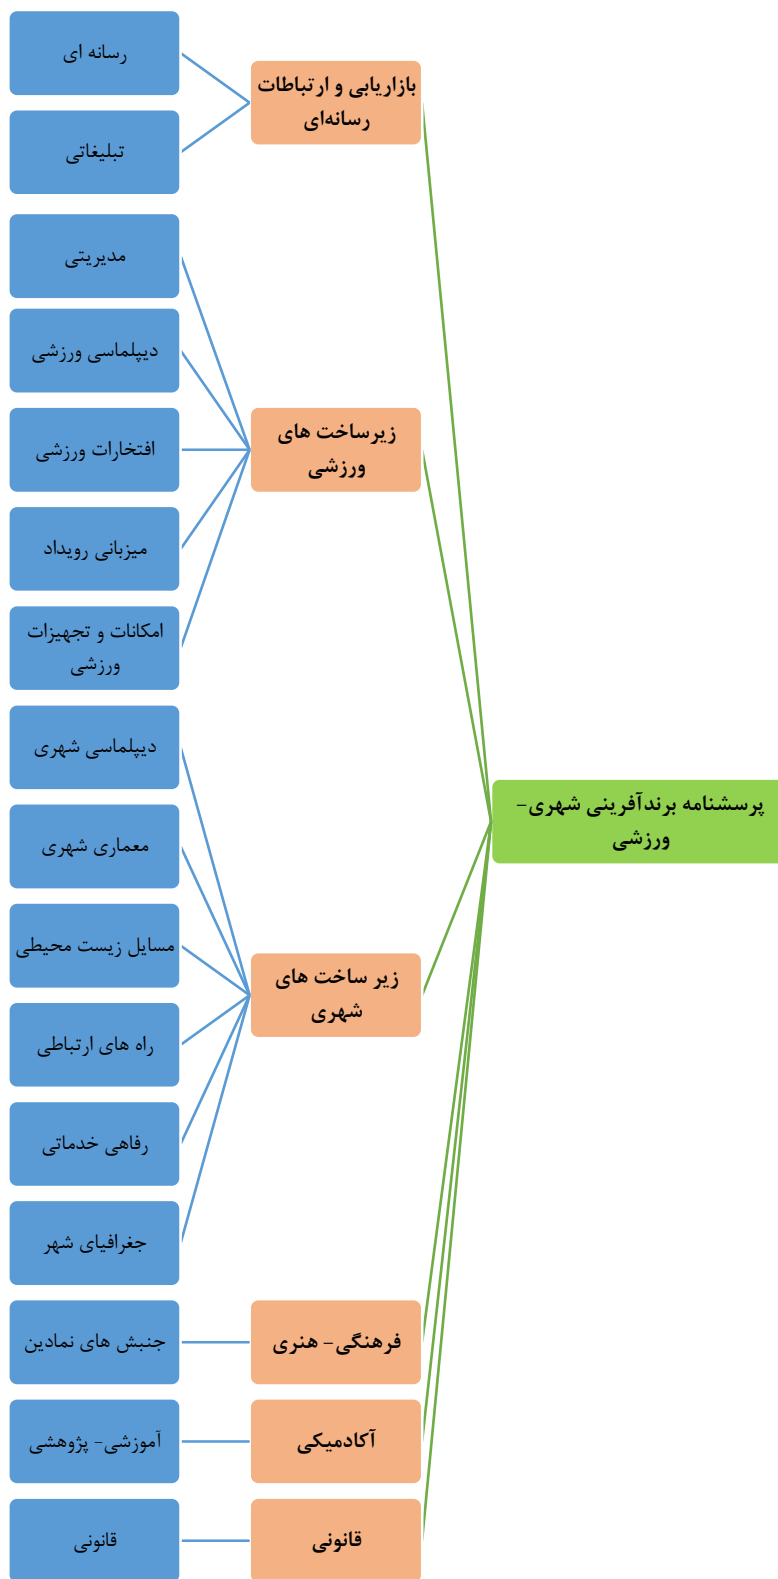 پرسشنامه برندآفرینی شهری-
ورزشی
بازاریابی و ارتباطات
رسانه‌ای
رسانه ای
تبلیغاتی
زیرساخت های
ورزشی
مدیریتی
دیپلماسی ورزشی
افتخارات ورزشی
میزبانی رویداد
امکانات و تجهیزات
ورزشی
زیر ساخت های
شهری
دیپلماسی شهری
معماری شهری
مسایل زیست محیطی
راه های ارتباطی
رفاهی خدماتی
جغرافیای شهر
فرهنگی- هنری
جنبش های نمادین
آکادمیکی
آموزشی- پژوهشی
قانونی
قانونی